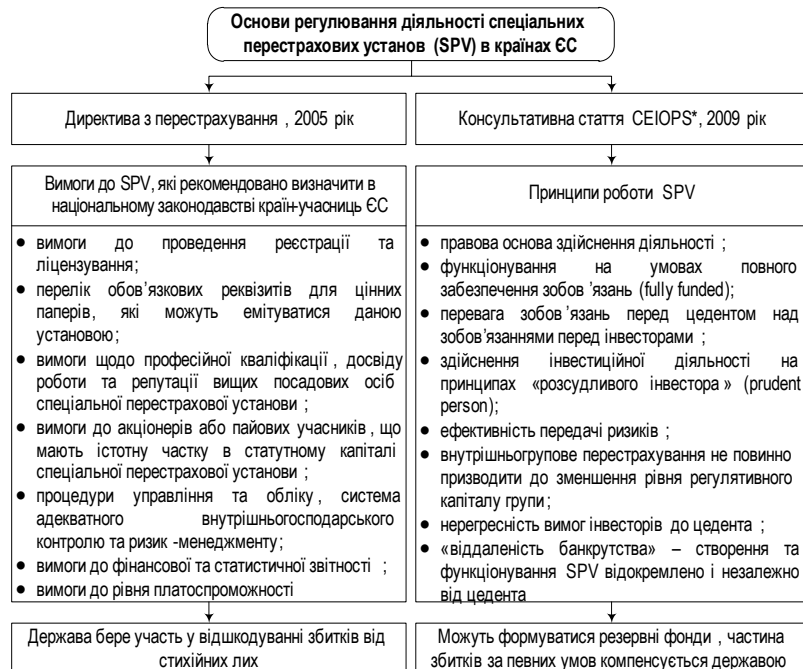 Основи регулювання діяльності спеціальних
перестрахових установ (SPV) в країнах ЄС
Директива з перестрахування , 2005 рік
Вимоги до SPV, які рекомендовано визначити в
національному законодавстві країн-учасниць ЄС
• вимоги до проведення реєстрації та
ліцензування;
• перелік обов’язкових реквізитів для цінних
паперів, які можуть емітуватися даною
установою;
• вимоги щодо професійної кваліфікації , досвіду
роботи та репутації вищих посадових осіб
спеціальної перестрахової установи ;
• вимоги до акціонерів або пайових учасників , що
мають істотну частку в статутному капіталі
спеціальної перестрахової установи ;
• процедури управління та обліку , система
адекватного внутрішньогосподарського
контролю та ризик -менеджменту;
• вимоги до фінансової та статистичної звітності ;
• вимоги до рівня платоспроможності
Держава бере участь у відшкодуванні збитків від
стихійних лих
Консультативна стаття CEIOPS*, 2009 рік
Принципи роботи SPV
• правова основа здійснення діяльності ;
• функціонування на умовах повного
забезпечення зобов ’язань (fully funded);
• перевага зобов ’язань перед цедентом над
зобов’язаннями перед інвесторами ;
• здійснення інвестиційної діяльності на
принципах «розсудливого інвестора » (prudent
person);
• ефективність передачі ризиків ;
• внутрішньогрупове перестрахування не повинно
призводити до зменшення рівня регулятивного
капіталу групи;
• нерегресність вимог інвесторів до цедента ;
• «віддаленість банкрутства» – створення та
функціонування SPV відокремлено і незалежно
від цедента
Можуть формуватися резервні фонди , частина
збитків за певних умов компенсується державою